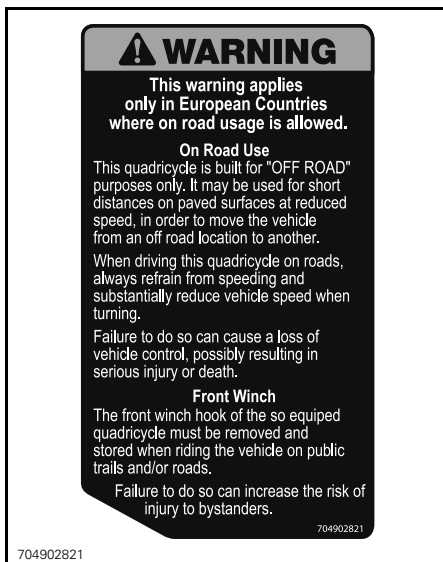 WARNING
This warning applies
only in European Countries
where on road usage is allowed.
On Road Use
This quadricycle is built for "OFF ROAD"
purposes only. It may be used for short
distances on paved surfaces at reduced
speed, in order to move the vehicle
from an off road location to another.
When driving this quadricycle on roads,
always refrain from speeding and
substantially reduce vehicle speed when
turning.
Failure to do so can cause a loss of
vehicle control, possibly resulting in
serious injury or death.
Front Winch
The front winch hook of the so equiped
quadricycle must be removed and
stored when riding the vehicle on public
trails and/or roads.
Failure to do so can increase the risk of
injury to bystanders.
704902821
704902821